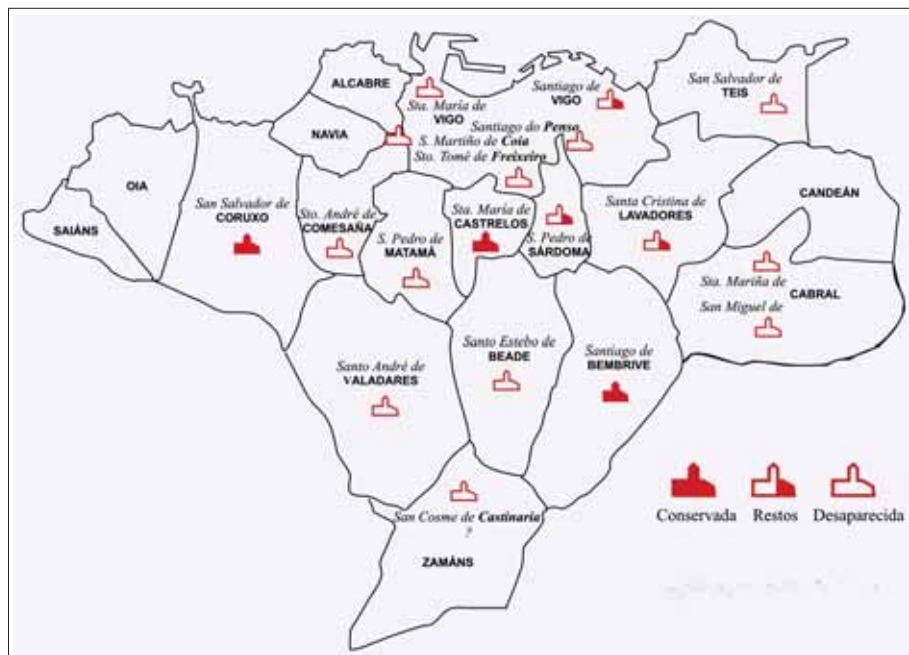 ALCABRE
NAVIA
OIA
SAIÁNS
San Salvador de
CORUXO
Sto. André de
COMESAÑA
S. Pedro de
MATAMÁ
Sta. María de
VIGO
Santiago de
VIGO
Santiago do Penso
S. Martiño de Coia
Sto. Tomé de Freixeiro
Sta. María de
CASTRELOS
S. Pedro de
SÁRDOMA
San Salvador de
TEIS
Santa Cristina de
LAVADORES
CANDEÁN
Sta. Mariña de
CABRAL
San Miguel de
Santo André de
VALADARES
Santo Estebo de
BEADE
Santiago de
BEMBRIVE
San Cosme de Castinaria
?
ZAMÁNS
Conservada
Restos
Desaparecida